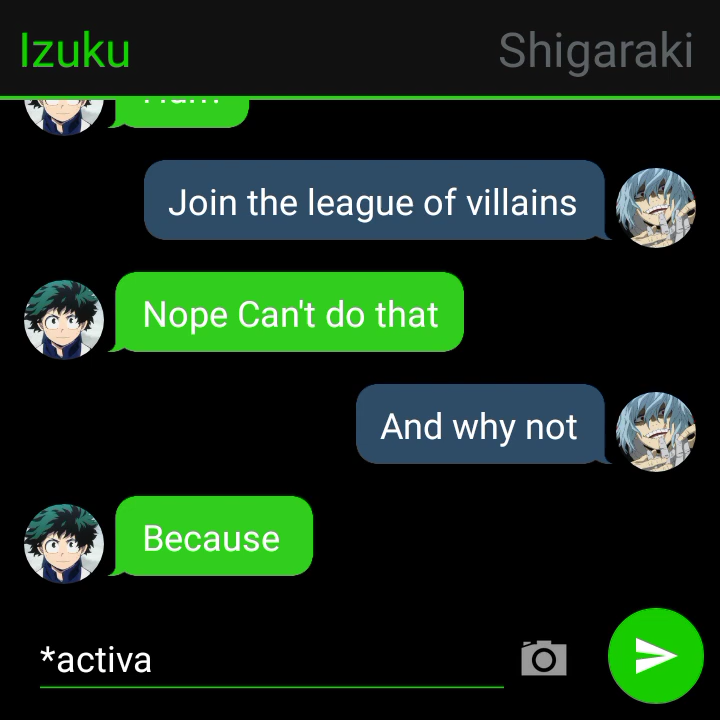 Izuku
Shigaraki
Join the league of villains
Nope Can't do that
And why not
Because
*activa